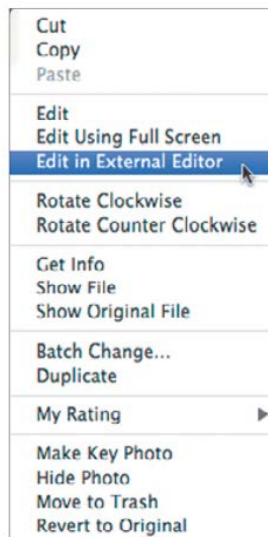 Cut
Copy
Paste
Edit
Edit Using Full Screen
Edit in External Editor
Rotate Clockwise
Rotate Counter Clockwise
Get Info
Show File
Show Original File
Batch Change...
Duplicate
My Rating
Make Key Photo
Hide Photo
Move to Trash
Revert to Original